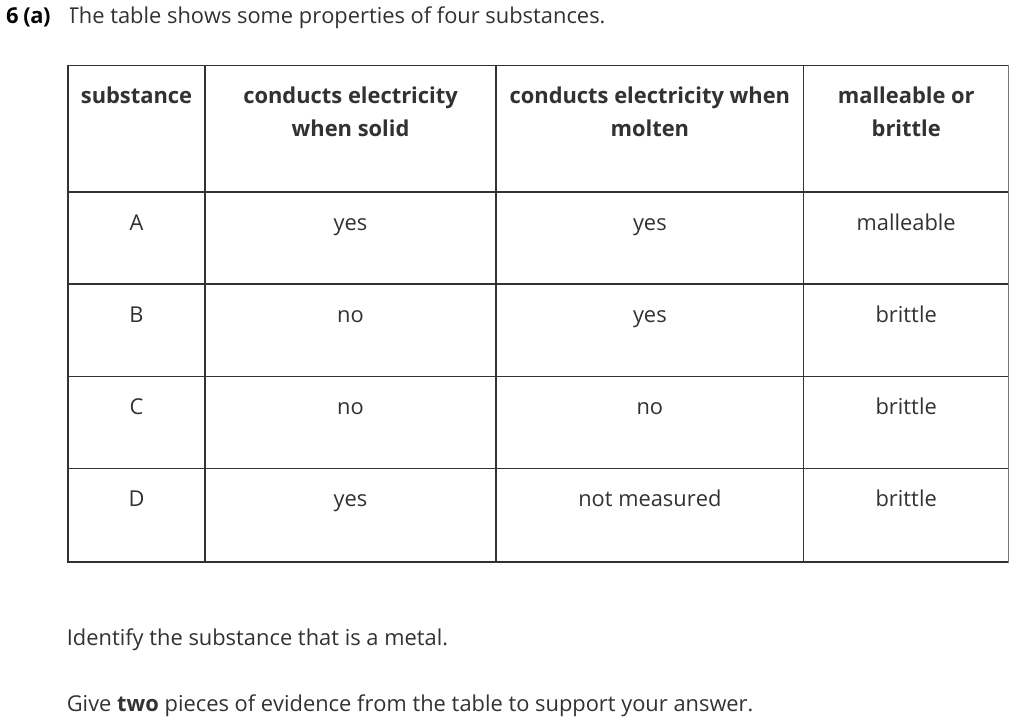 6 (a) The table shows some properties of four substances.
substance conducts electricity when solid conducts electricity when molten malleable or brittle
A yes yes malleable
B no yes brittle
C no no brittle
D yes not measured brittle
Identify the substance that is a metal.
Give two pieces of evidence from the table to support your answer.